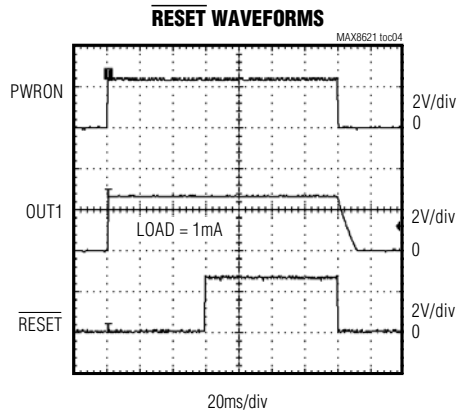 RESET WAVEFORMS
MAX8621 toc04
PWRON
2V/div
0
OUT1
LOAD = 1mA
2V/div
0
RESET
2V/div
0
20ms/div